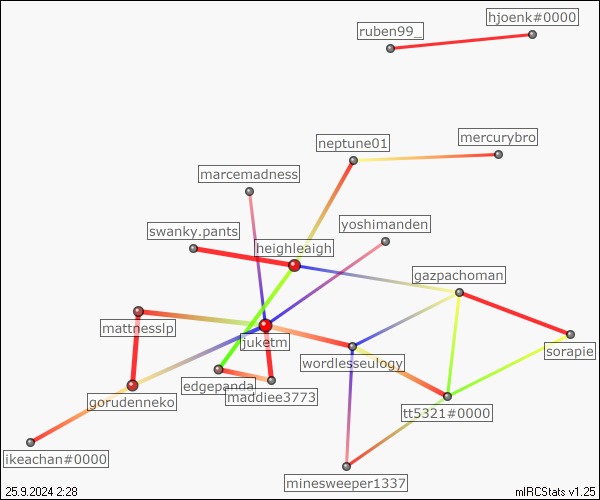 hjoenk#0000
ruben99_
neptune01
mercurybro
marcemadness
swanky.pants
yoshimanden
heighleaigh
gazpachoman
mattnesslp
juketm
wordlesseulogy
sorapie
edgepanda
maddiee3773
gorudenneko
tt5321#0000
ikeachan#0000
minesweeper1337
25.9.2024 2:28
mIRCStats v1.25